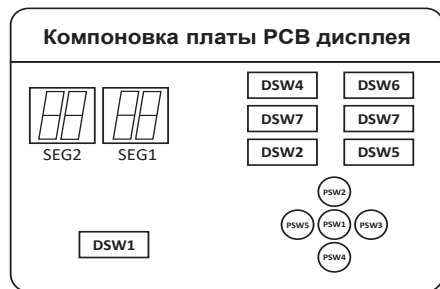 Компоновка платы PCB дисплея
DSW4 DSW6
DSW7 DSW7
SEG2 SEG1 DSW2 DSW5
PSW2
PSW5 PSW1 PSW3
DSW1
PSW4